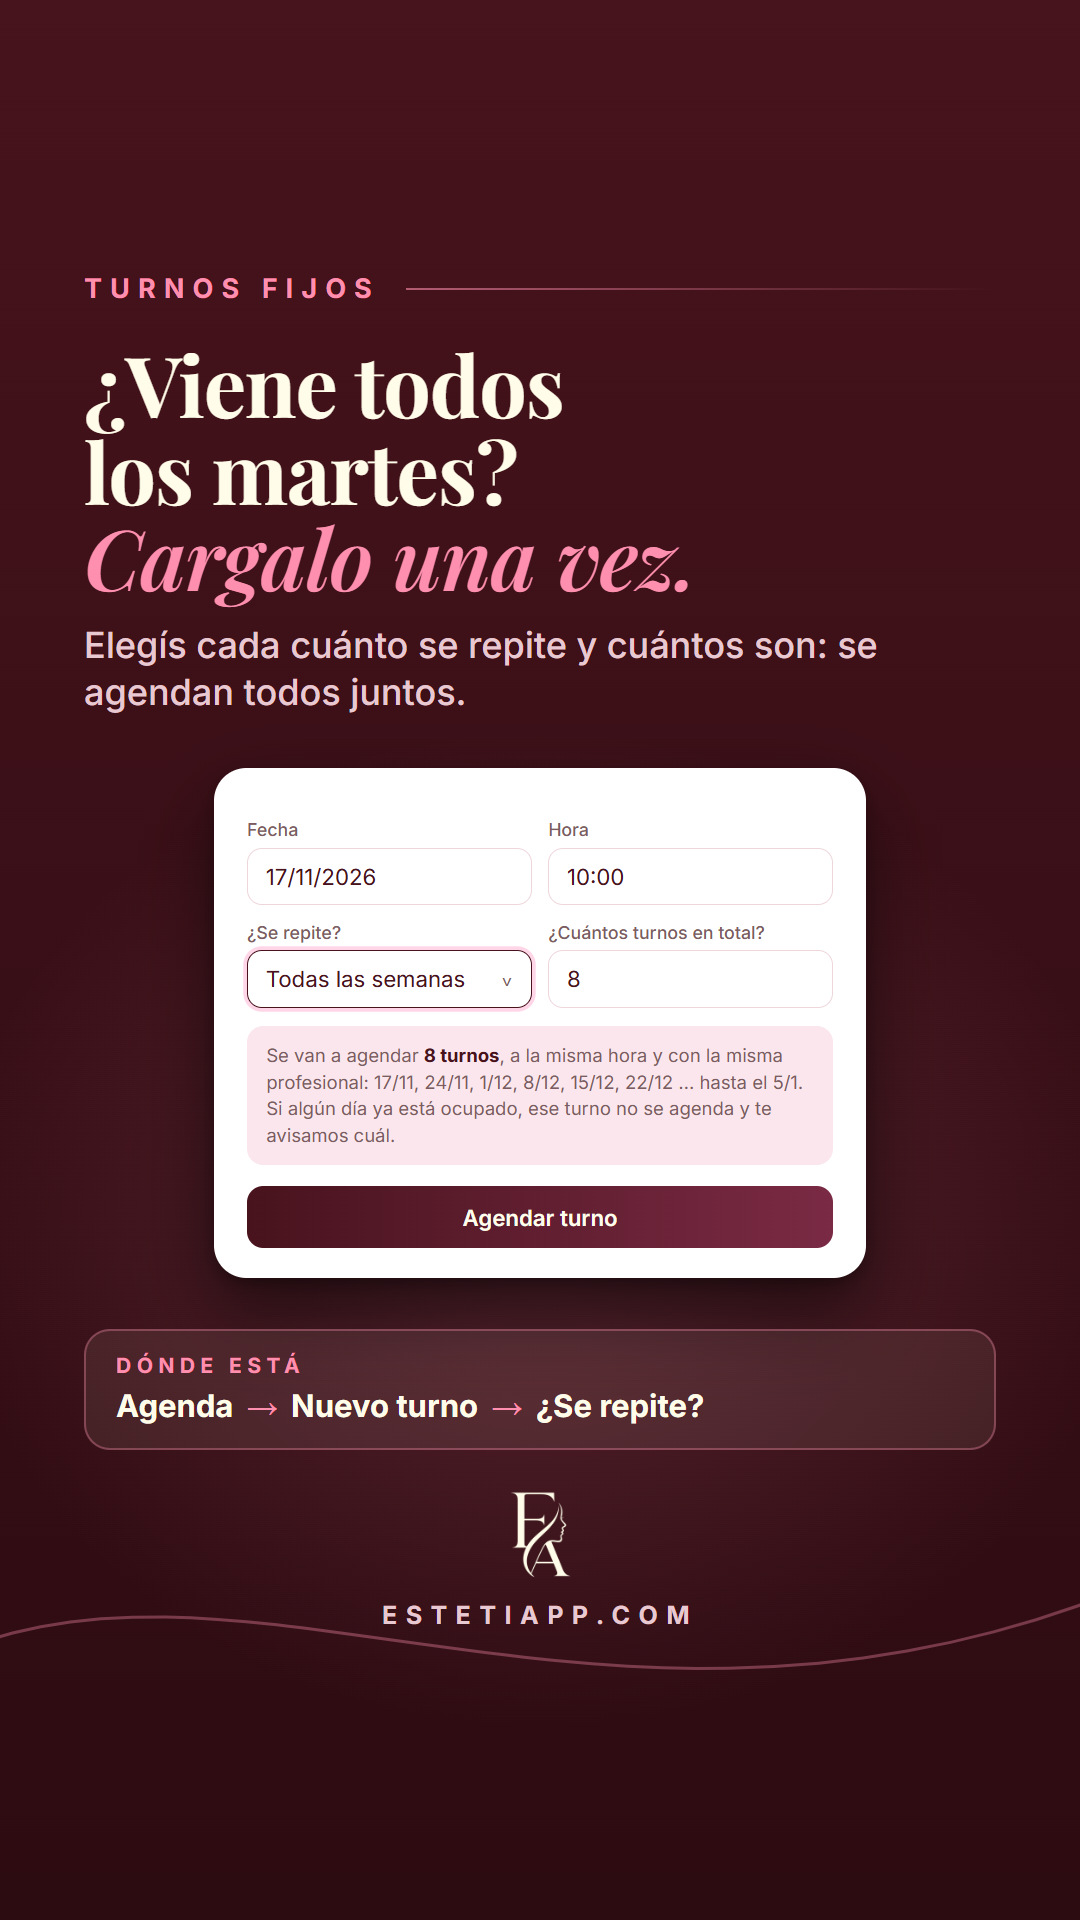 TURNOS FIJOS
¿Viene todos
los martes?
Cargalo una vez.
Elegís cada cuánto se repite y cuántos son: se
agendan todos juntos.
Fecha
Hora
17/11/2026
10:00
¿Se repite?
¿Cuántos turnos en total?
Todas las semanas
8
Se van a agendar 8 turnos, a la misma hora y con la misma
profesional: 17/11, 24/11, 1/12, 8/12, 15/12, 22/12 ... hasta el 5/1.
Si algún día ya está ocupado, ese turno no se agenda y te
avisamos cuál.
Agendar turno
DÓNDE ESTÁ
Agenda → Nuevo turno → ¿Se repite?
EA
ESTETIAPP.COM